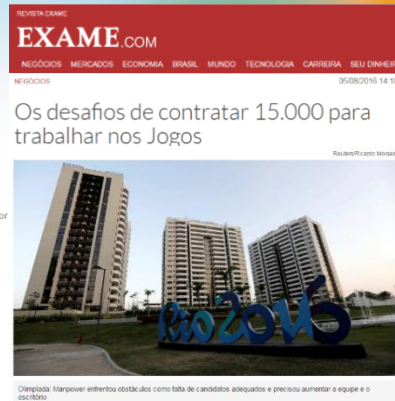 REVISTA EXAME
EXAME.COM
NEGÓCIOS MERCADOS ECONOMIA BRASIL MUNDO TECNOLOGIA CARREIRA SEU DINHEIR
NEGÓCIOS 05/08/2016 14:1
Os desafios de contratar 15.000 para
trabalhar nos Jogos
Reuters/Ricardo Moraes
or
Rio2016
Olimpíada: Manpower enfrentou obstáculos como falta de candidatos adequados e precisou aumentar a equipe e o
escritório